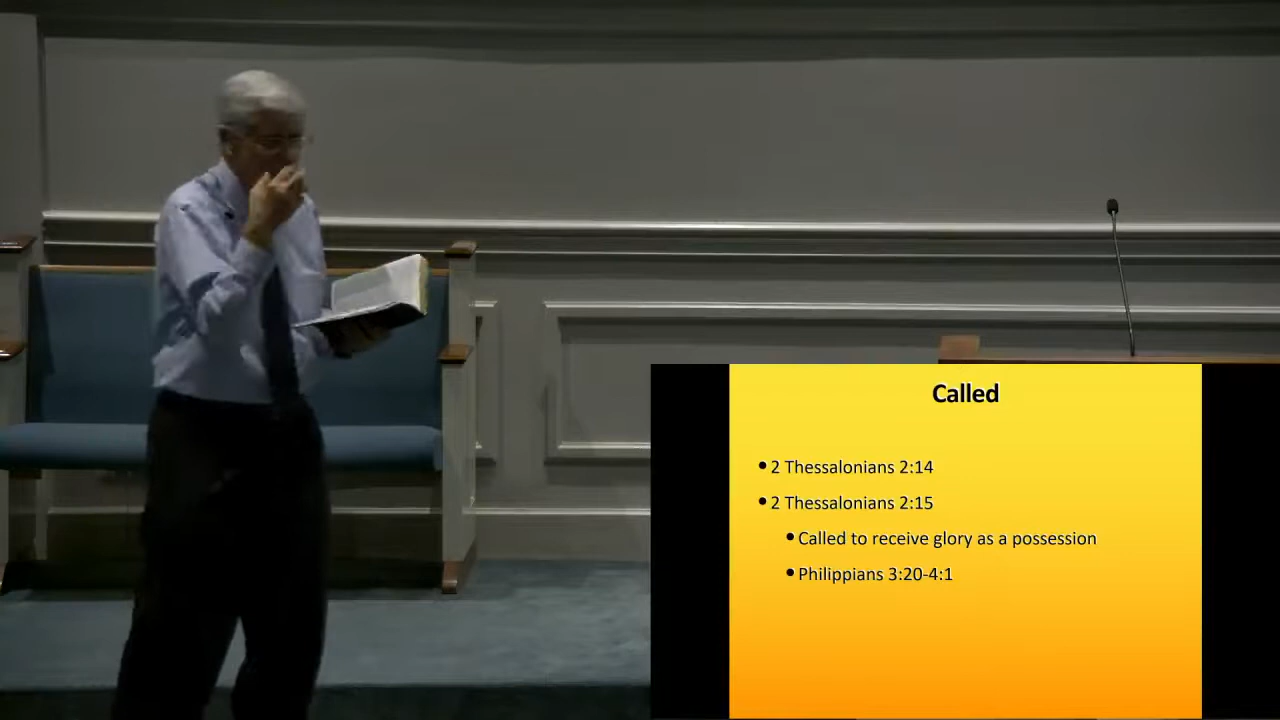 Called
• 2 Thessalonians 2:14
• 2 Thessalonians 2:15
• Called to receive glory as a possession
• Philippians 3:20-4:1